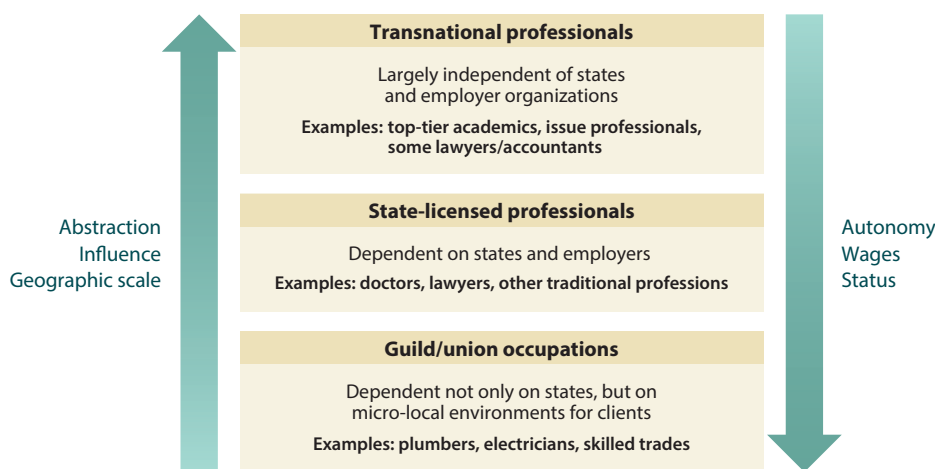 Transnational professionals
Largely independent of states
and employer organizations
Examples: top-tier academics, issue professionals,
some lawyers/accountants
Abstraction
Influence
Geographic scale
State-licensed professionals
Dependent on states and employers
Examples: doctors, lawyers, other traditional professions
Autonomy
Wages
Status
Guild/union occupations
Dependent not only on states, but on
micro-local environments for clients
Examples: plumbers, electricians, skilled trades